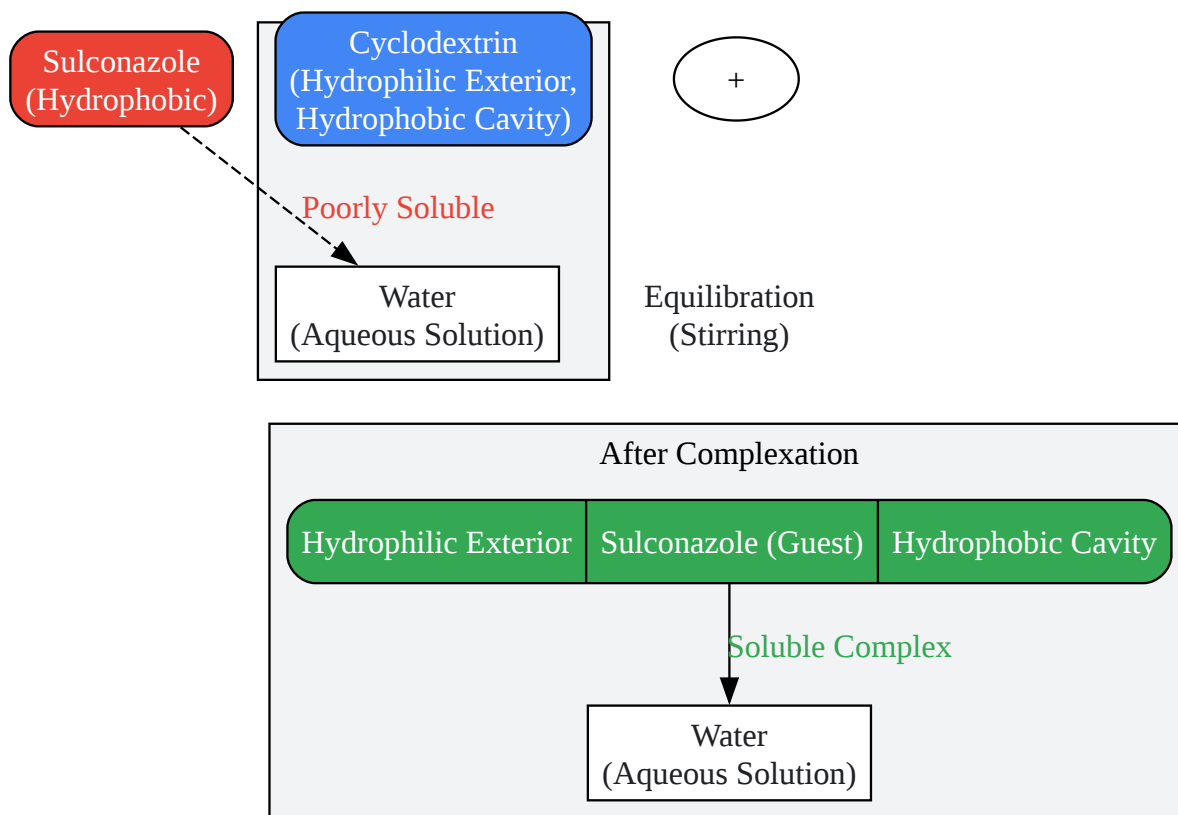 Sulconazole
(Hydrophobic)
Cyclodextrin
(Hydrophilic Exterior,
Hydrophobic Cavity)
+
Poorly Soluble
Water
(Aqueous Solution)
Equilibration
(Stirring)
After Complexation
Hydrophilic Exterior
Sulconazole (Guest)
Hydrophobic Cavity
Soluble Complex
Water
(Aqueous Solution)